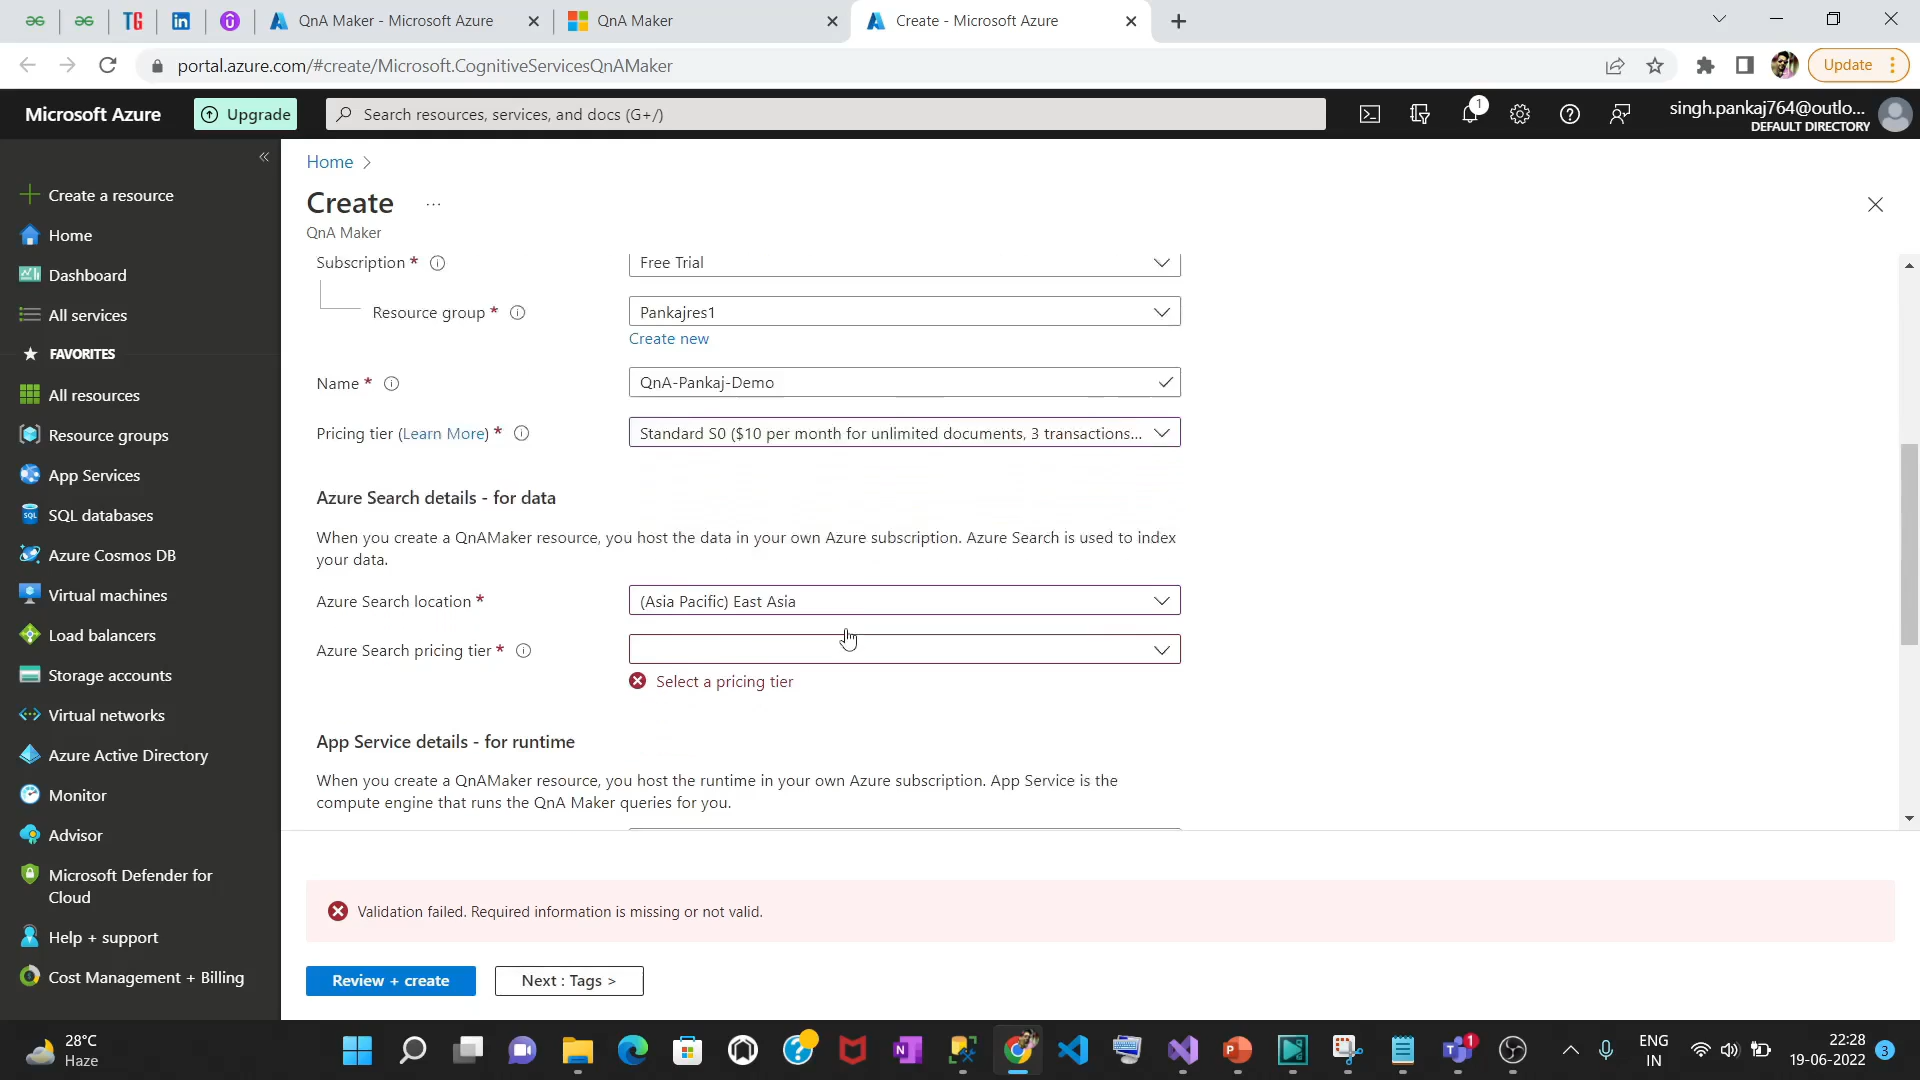 QnA Maker - Microsoft Azure
QnA Maker
Create - Microsoft Azure
portal.azure.com/#create/Microsoft.CognitiveServicesQnAMaker
Update
Microsoft Azure
Upgrade
Search resources, services, and docs (G+/)
1
singh.pankaj764@outlo...
DEFAULT DIRECTORY
Create a resource
Home
Dashboard
All services
FAVORITES
All resources
Resource groups
App Services
SQL databases
Azure Cosmos DB
Virtual machines
Load balancers
Storage accounts
Virtual networks
Azure Active Directory
Monitor
Advisor
Microsoft Defender for
Cloud
Help + support
Cost Management + Billing
Home >
Create ...
QnA Maker
Subscription *
Free Trial
Resource group *
Pankajres1
Create new
Name *
QnA-Pankaj-Demo
Pricing tier (Learn More) *
Standard S0 ($10 per month for unlimited documents, 3 transactions...
Azure Search details - for data
When you create a QnAMaker resource, you host the data in your own Azure subscription. Azure Search is used to index
your data.
Azure Search location *
(Asia Pacific) East Asia
Azure Search pricing tier *
Select a pricing tier
App Service details - for runtime
When you create a QnAMaker resource, you host the runtime in your own Azure subscription. App Service is the
compute engine that runs the QnA Maker queries for you.
Validation failed. Required information is missing or not valid.
Review + create
Next : Tags >
28°C
Haze
1
ENG
IN
22:28
19-06-2022
3